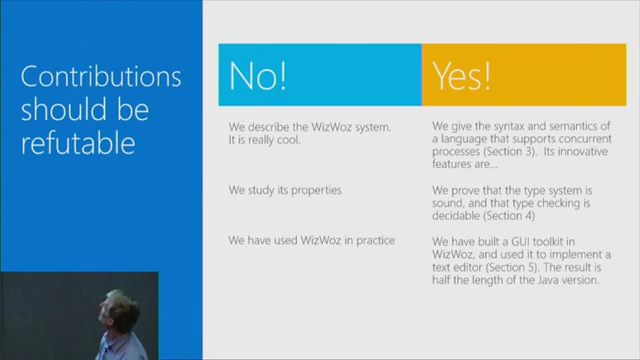 Contributions
should be
refutable
No!
Yes!
We describe the WizWoz system.
It is really cool.
We give the syntax and semantics of
a language that supports concurrent
processes (Section 3).  Its innovative
features are...
We study its properties
We prove that the type system is
sound, and that type checking is
decidable (Section 4)
We have used WizWoz in practice
We have built a GUI toolkit in
WizWoz, and used it to implement a
text editor (Section 5). The result is
half the length of the Java version.